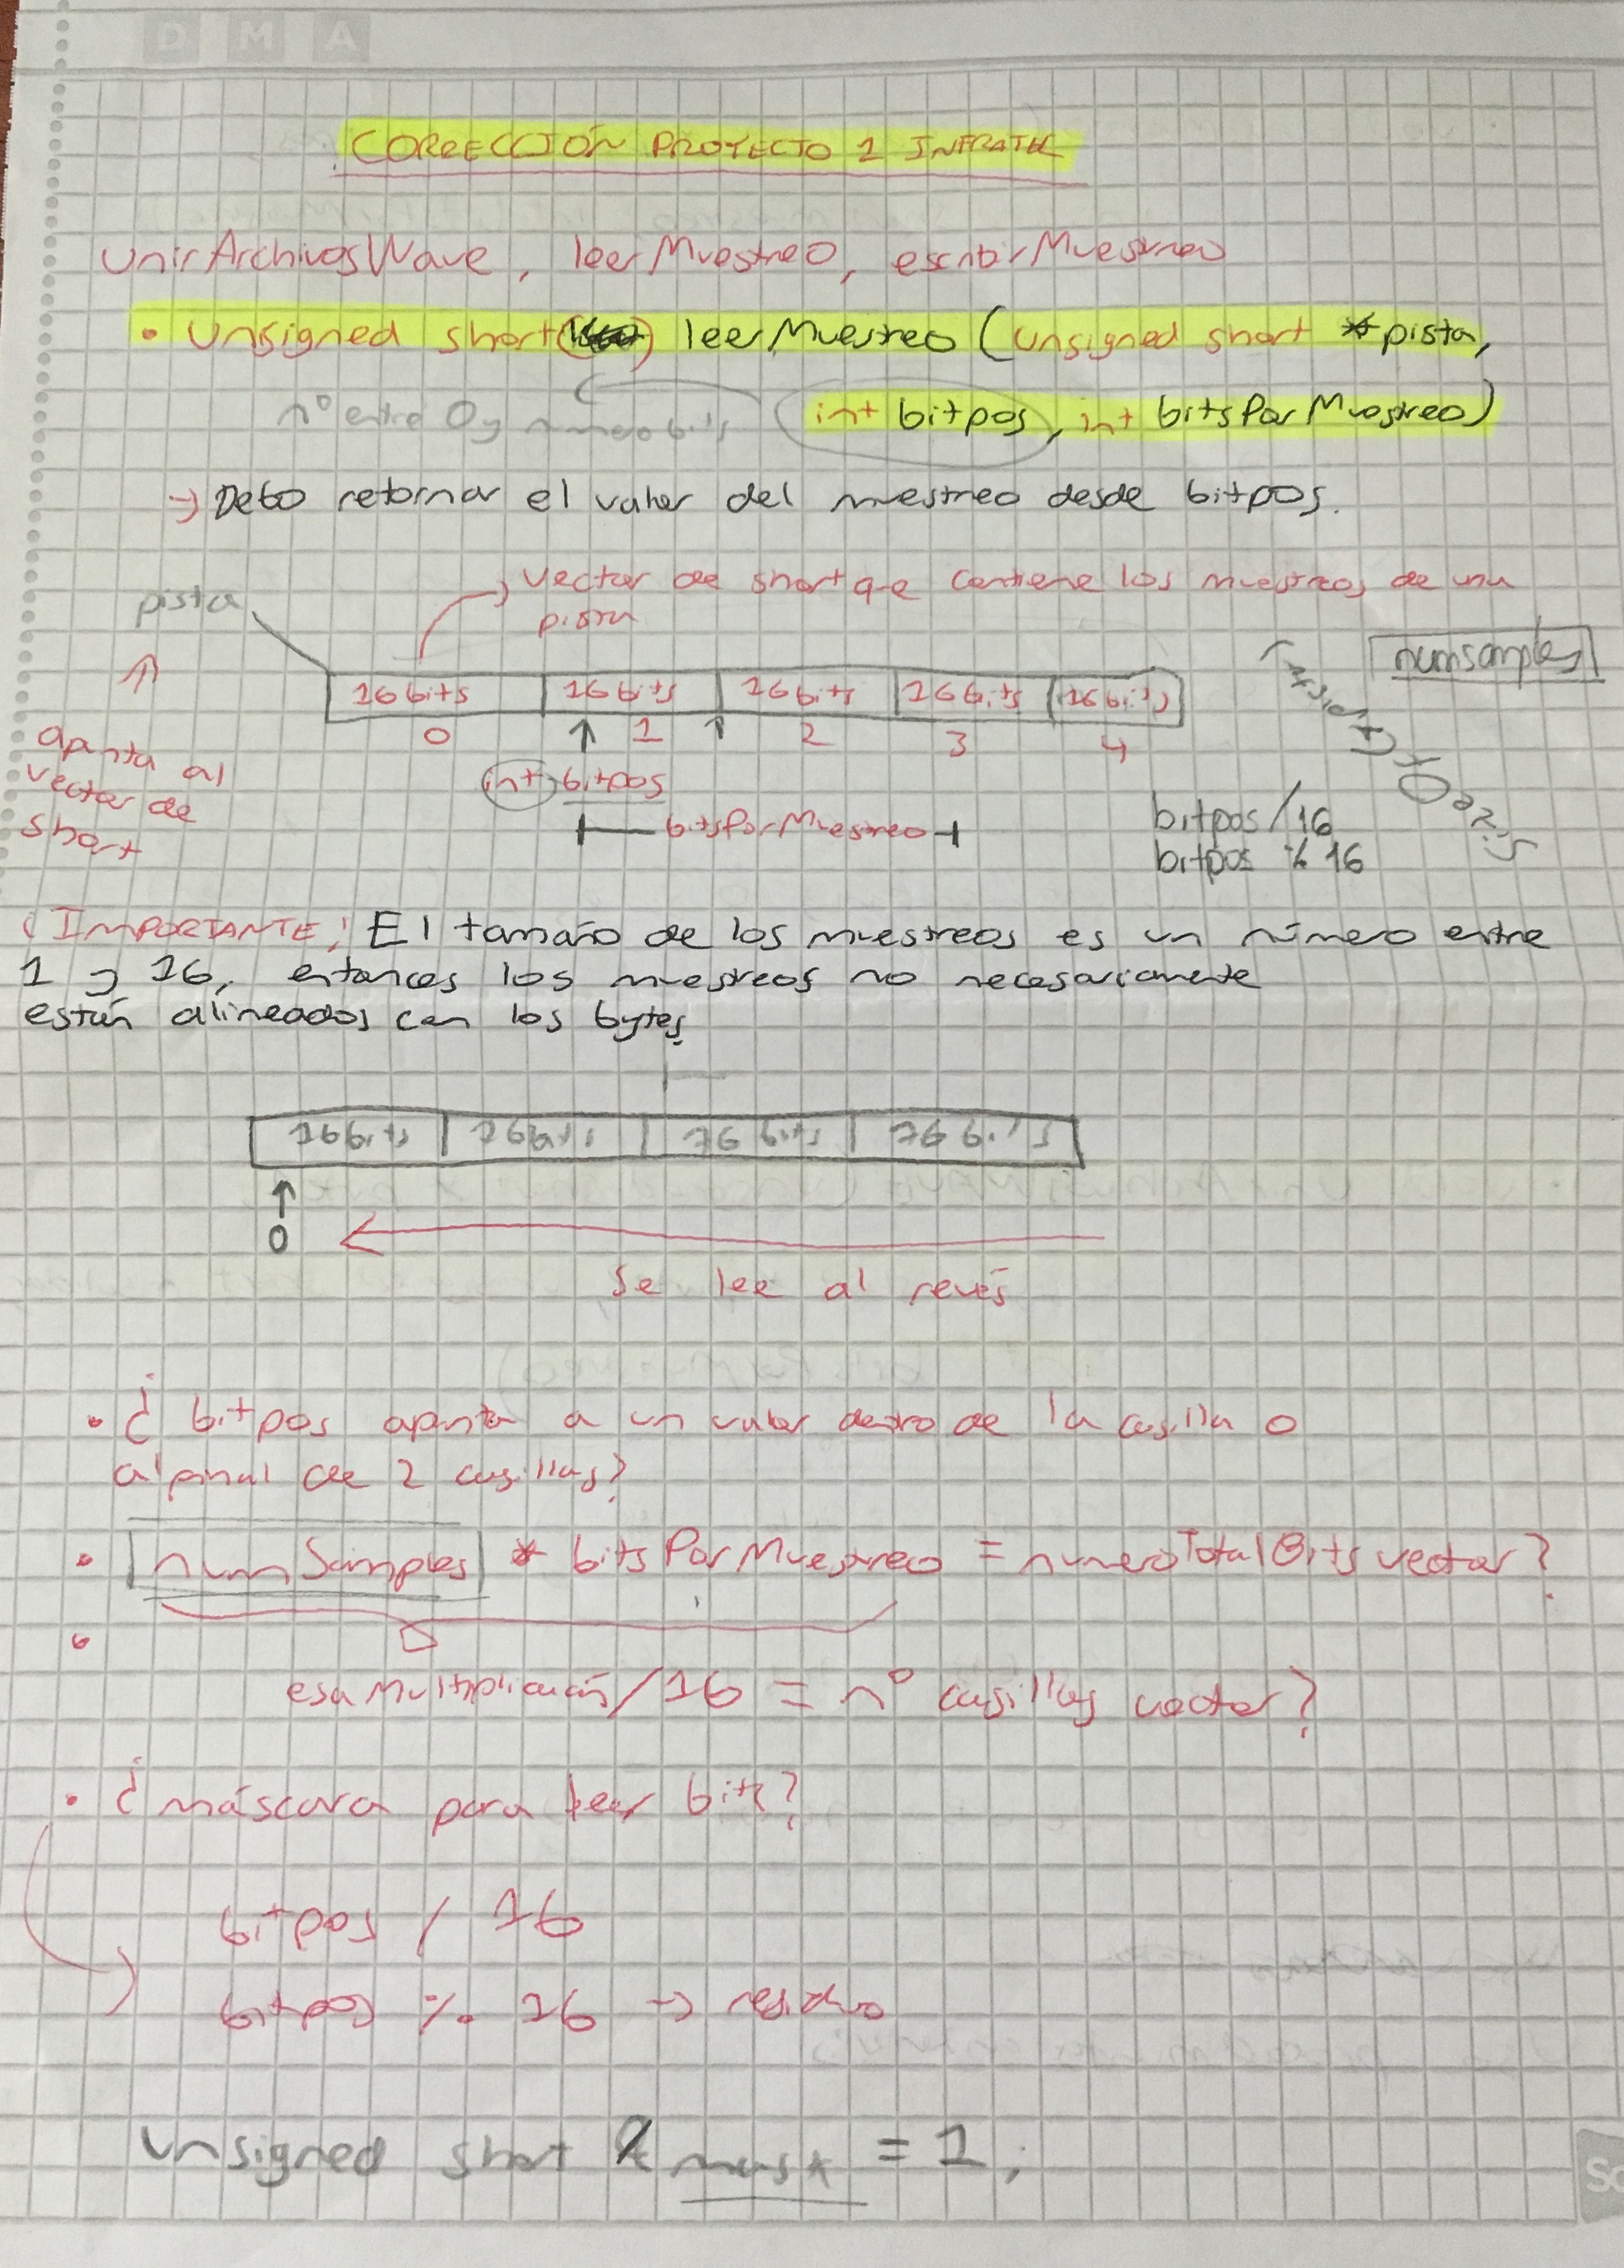 D M A
CORRECCIÓN PROYECTO 1 INFRATEC
unirArchivosWave, leerMuestreo, escribirMuestreo
• Unsigned short leerMuestreo (unsigned short *pista,
nº entre 0 y numero bits int bitpos, int bitsPorMuestreo)
→ Debo retornar el valor del muestreo desde bitpos.
pista
vector de short que contiene los muestreos de una
pista
numsamples
16 bits 16 bits 16 bits 16 bits 16 bits
0 1 2 3 4
apunta al
vector de
short
int bitpos
bitsPorMuestreo
bitpos/16
bitpos % 16
¡IMPORTANTE! El tamaño de los muestreos es un número entre
1 y 16, entonces los muestreos no necesariamente
están alineados con los bytes.
16 bits 16 bits 16 bits 16 bits
0
Se lee al revés
• ¿bitpos apunta a un valor dentro de la casilla o
al final de 2 casillas?
• numSamples * bitsPorMuestreo = numeroTotalBits vector?
•
esa multiplicación/16 = nº casillas vector?
• ¿máscara para leer bit?
bitpos / 16
bitpos % 16 → residuo
unsigned short mask = 1;